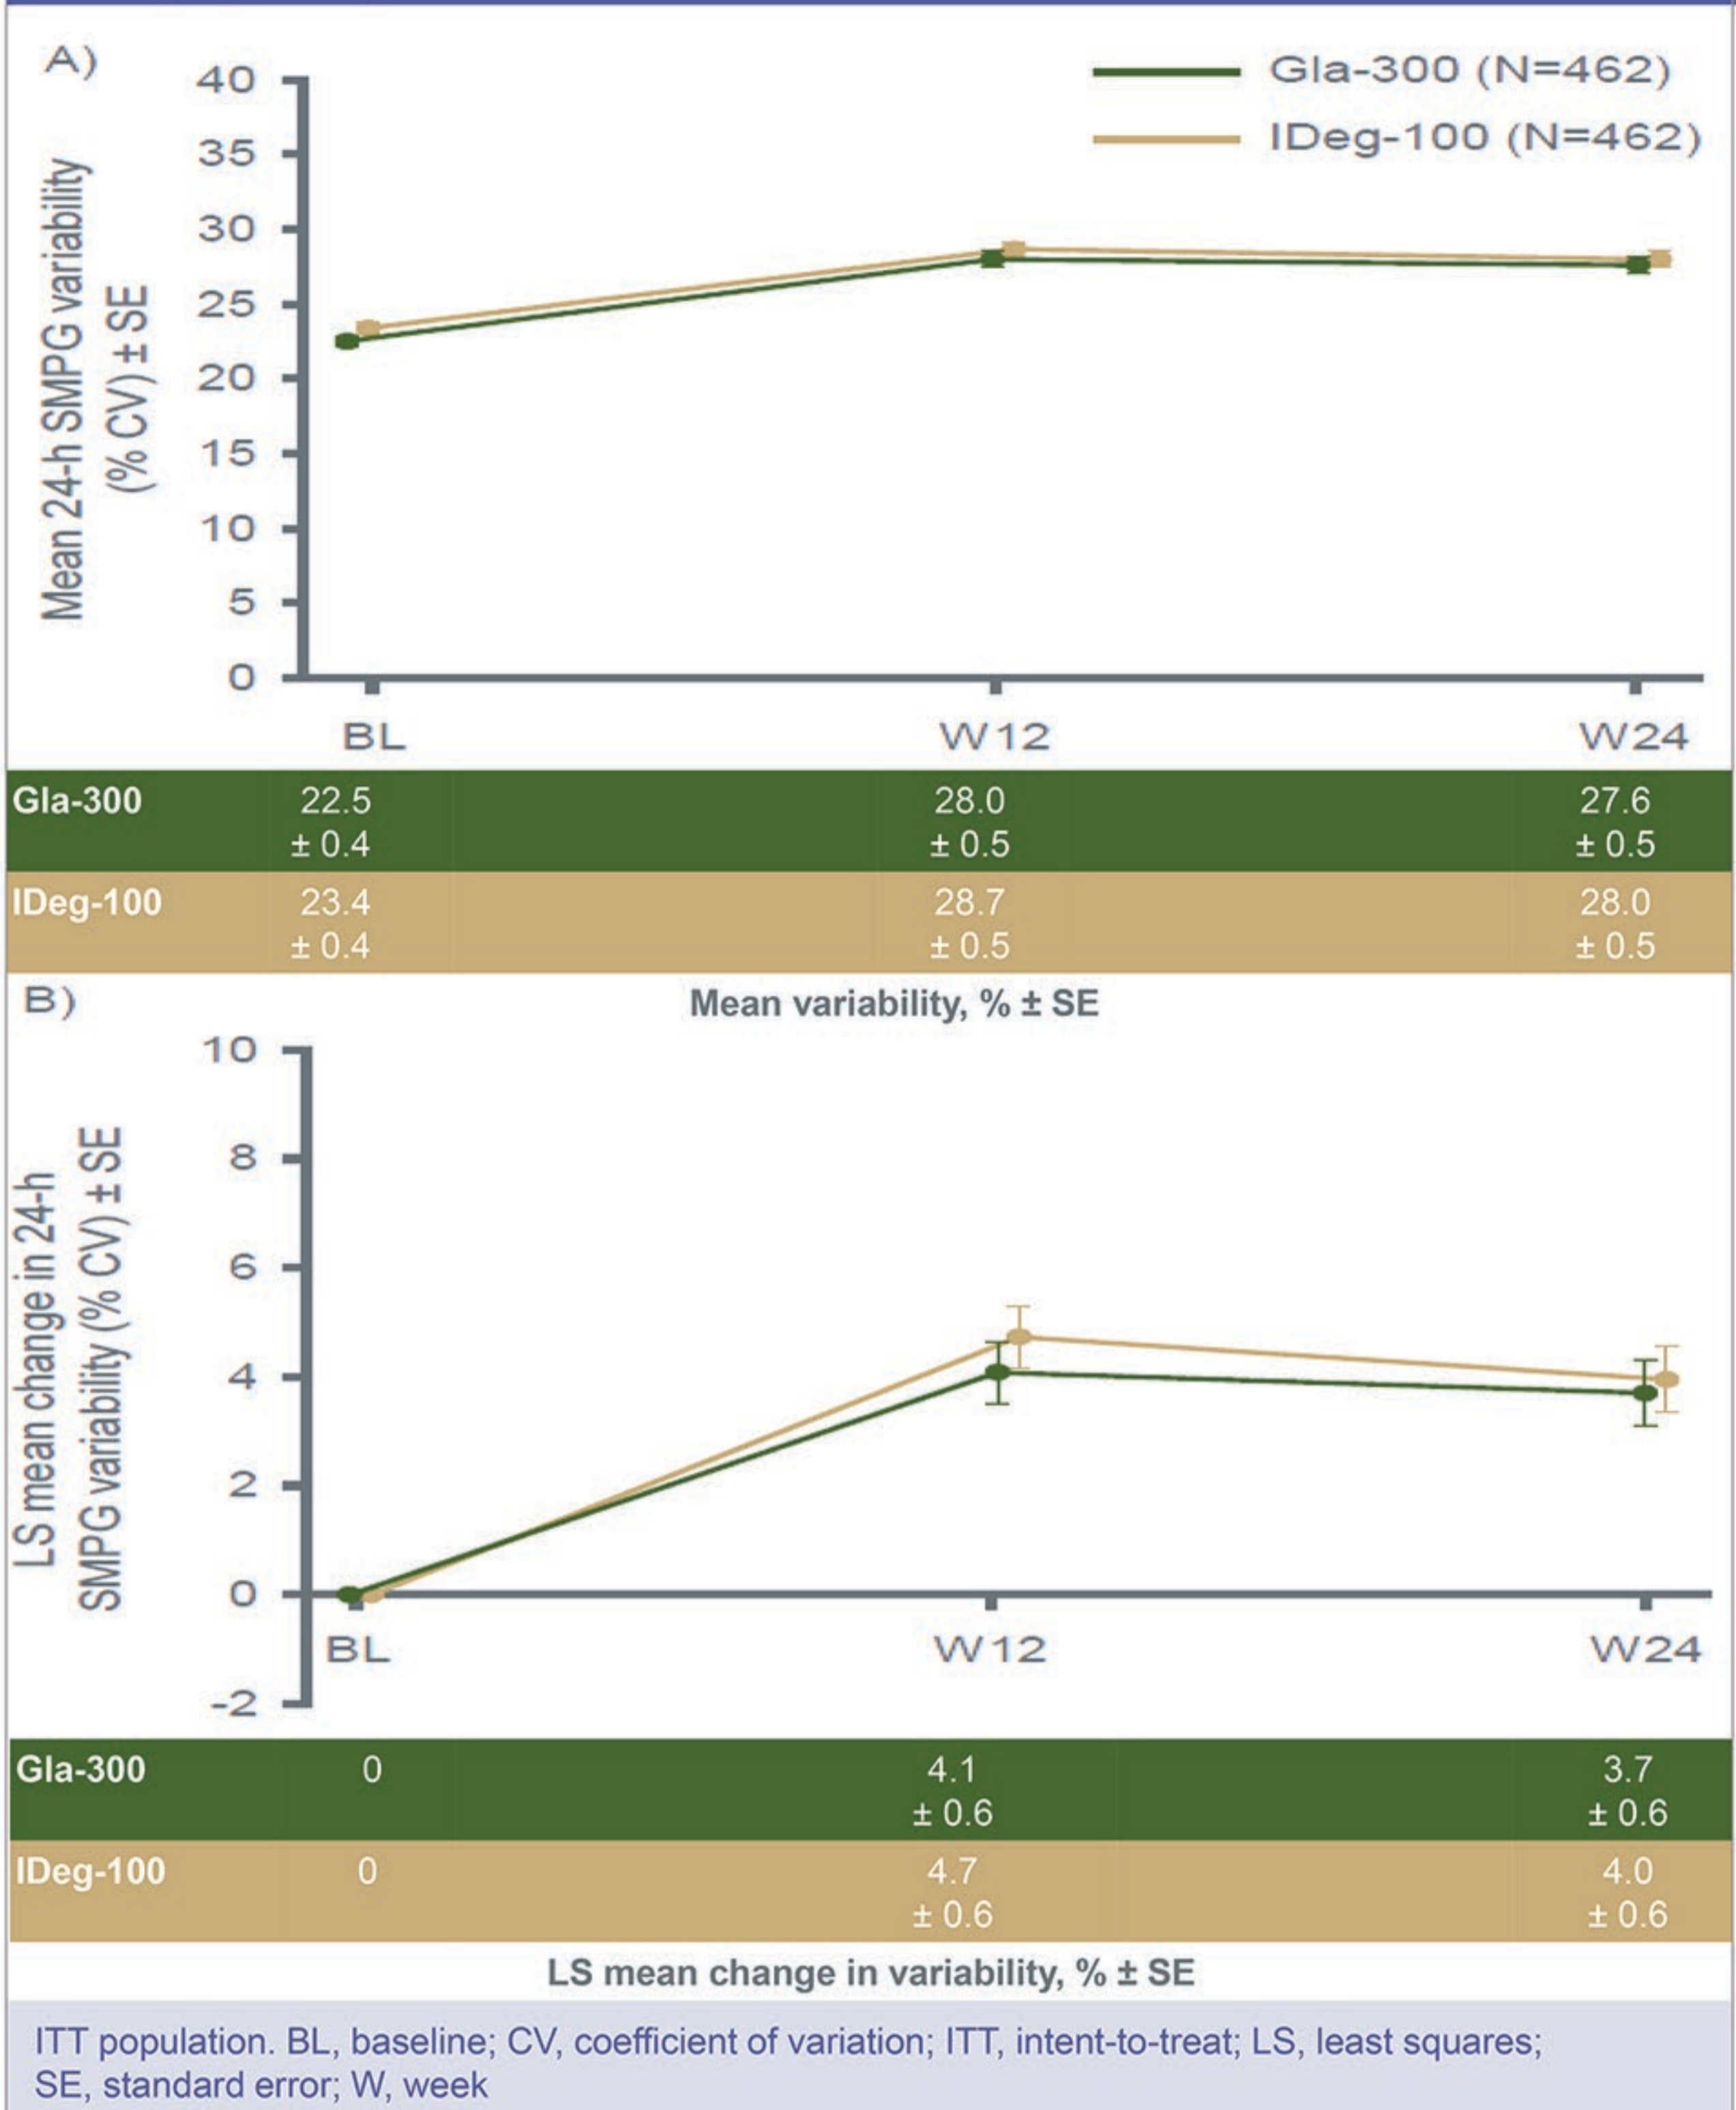 A)
Gla-300 (N=462)
IDeg-100 (N=462)
Mean 24-h SMPG variability
(% CV) ± SE
40
35
30
25
20
15
10
5
0
BL W12 W24
Gla-300 22.5 28.0 27.6
± 0.4 ± 0.5 ± 0.5
IDeg-100 23.4 28.7 28.0
± 0.4 ± 0.5 ± 0.5
Mean variability, % ± SE
B)
LS mean change in 24-h
SMPG variability (% CV) ± SE
10
8
6
4
2
0
BL W12 W24
-2
Gla-300 0 4.1 3.7
± 0.6 ± 0.6
IDeg-100 0 4.7 4.0
± 0.6 ± 0.6
LS mean change in variability, % ± SE
ITT population. BL, baseline; CV, coefficient of variation; ITT, intent-to-treat; LS, least squares;
SE, standard error; W, week